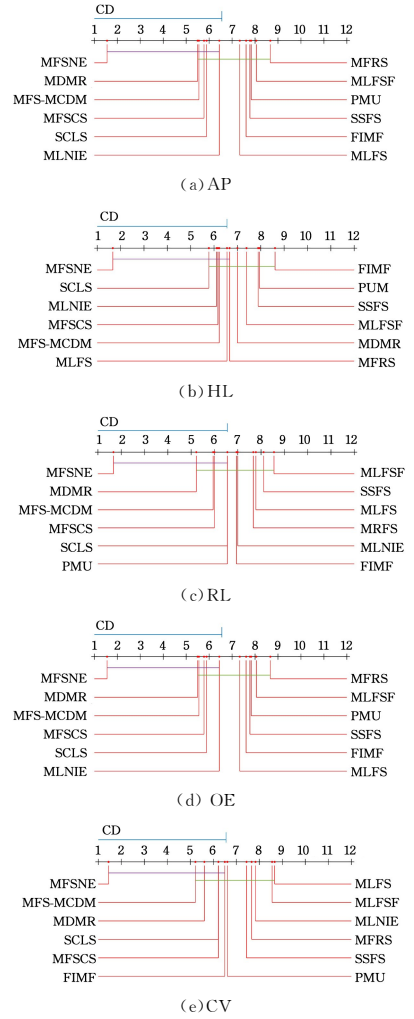 CD
1 2 3 4 5 6 7 8 9 10 11 12
MFSNE MFRS
MDMR MLFSF
MFS-MCDM PMU
MFSCS SSFS
SCLS FIMF
MLNIE MLFS
(a)AP
CD
1 2 3 4 5 6 7 8 9 10 11 12
MFSNE FIMF
SCLS PUM
MLNIE SSFS
MFSCS MLFSF
MFS-MCDM MDMR
MLFS MFRS
(b)HL
CD
1 2 3 4 5 6 7 8 9 10 11 12
MFSNE MLFSF
MDMR SSFS
MFS-MCDM MLFS
MFSCS MRFS
SCLS MLNIE
PMU FIMF
(c)RL
CD
1 2 3 4 5 6 7 8 9 10 11 12
MFSNE MFRS
MDMR MLFSF
MFS-MCDM PMU
MFSCS SSFS
SCLS FIMF
MLNIE MLFS
(d) OE
CD
1 2 3 4 5 6 7 8 9 10 11 12
MFSNE MLFS
MFS-MCDM MLFSF
MDMR MLNIE
SCLS MFRS
MFSCS SSFS
FIMF PMU
(e)CV